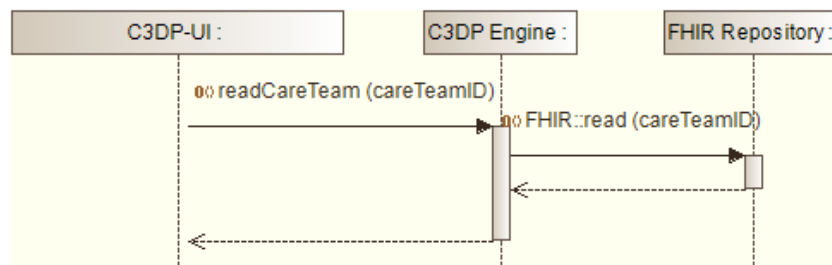 C3DP-UI :
C3DP Engine :
FHIR Repository :
readCareTeam (careTeamID)
FHIR::read (careTeamID)